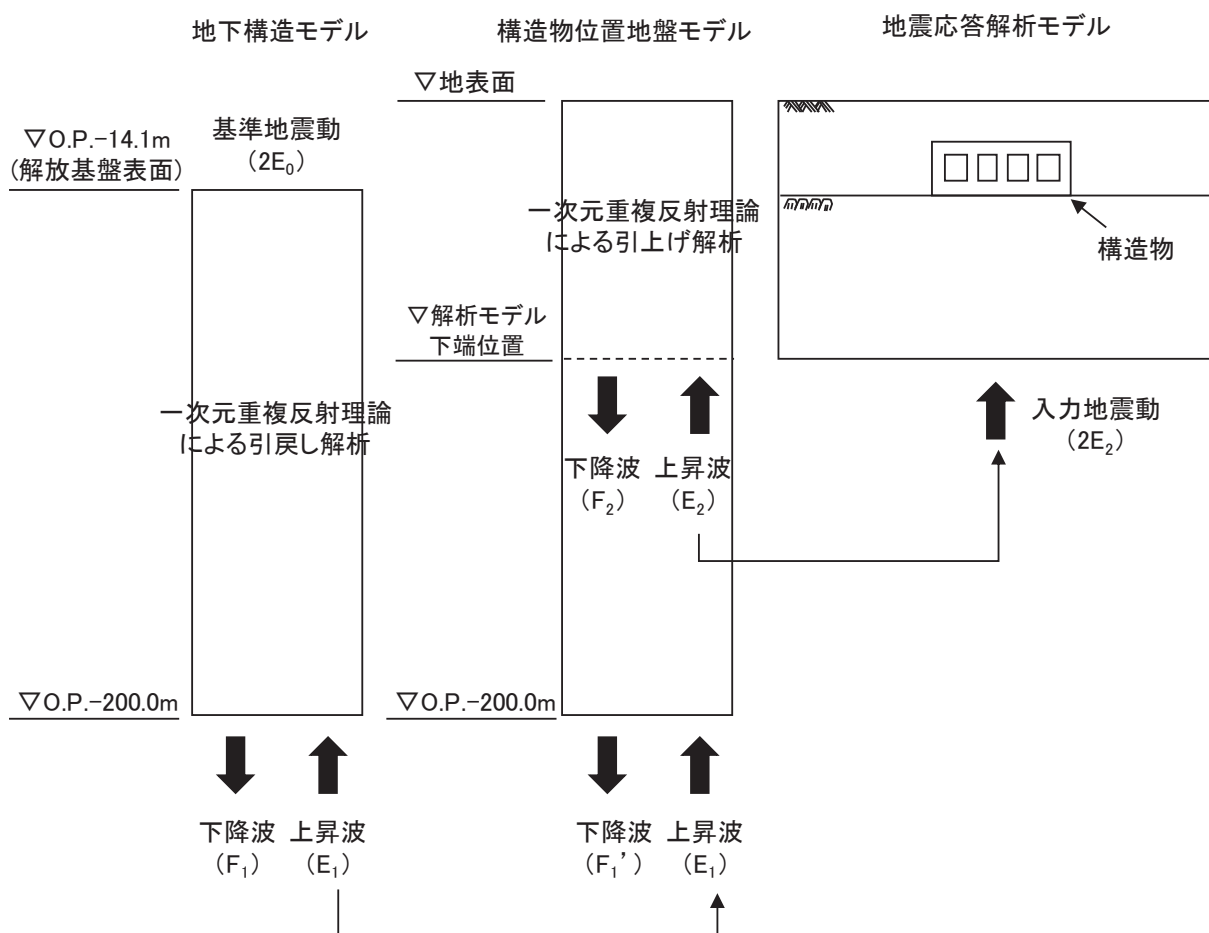 地下構造モデル
構造物位置地盤モデル
地震応答解析モデル
▽O.P.-14.1m
(解放基盤表面)
基準地震動
(2E₀)
一次元重複反射理論
による引戻し解析
▽O.P.-200.0m
下降波
(F₁)
上昇波
(E₁)
▽地表面
一次元重複反射理論
による引上げ解析
▽解析モデル
下端位置
下降波
(F₂)
上昇波
(E₂)
▽O.P.-200.0m
下降波
(F₁’)
上昇波
(E₁)
構造物
入力地震動
(2E₂)